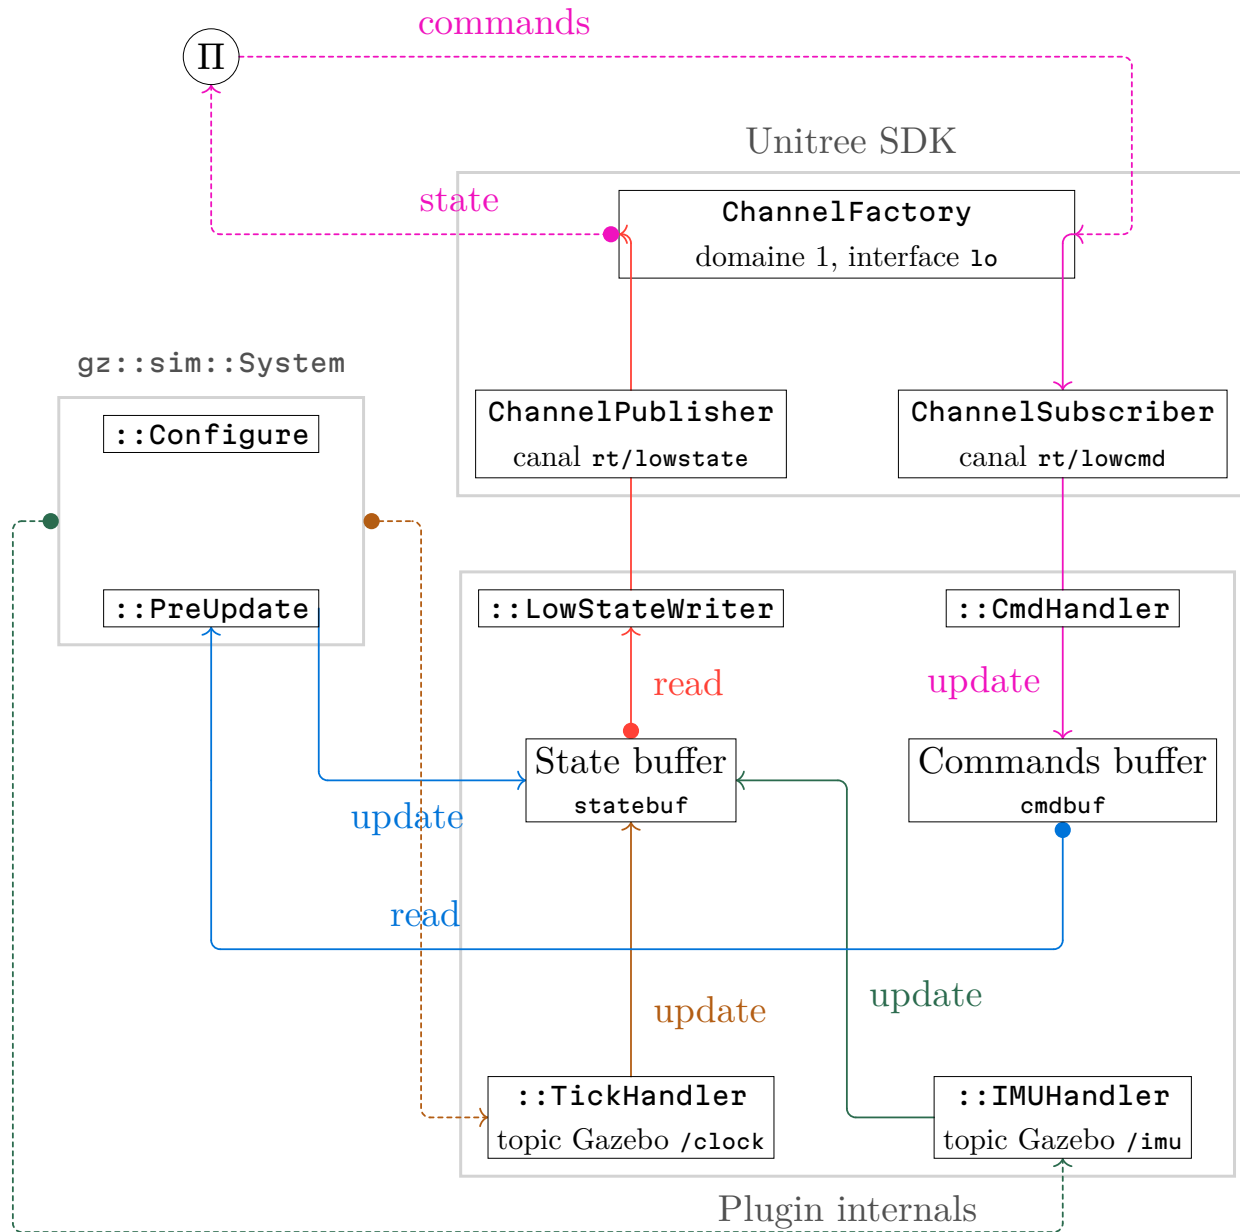 commands
Π
Unitree SDK
state
ChannelFactory
domaine 1, interface lo
gz::sim::System
::Configure
ChannelPublisher
canal rt/lowstate
ChannelSubscriber
canal rt/lowcmd
::PreUpdate
::LowStateWriter
::CmdHandler
read
update
State buffer
statebuf
Commands buffer
cmdbuf
update
read
update
update
::TickHandler
topic Gazebo /clock
::IMUHandler
topic Gazebo /imu
Plugin internals